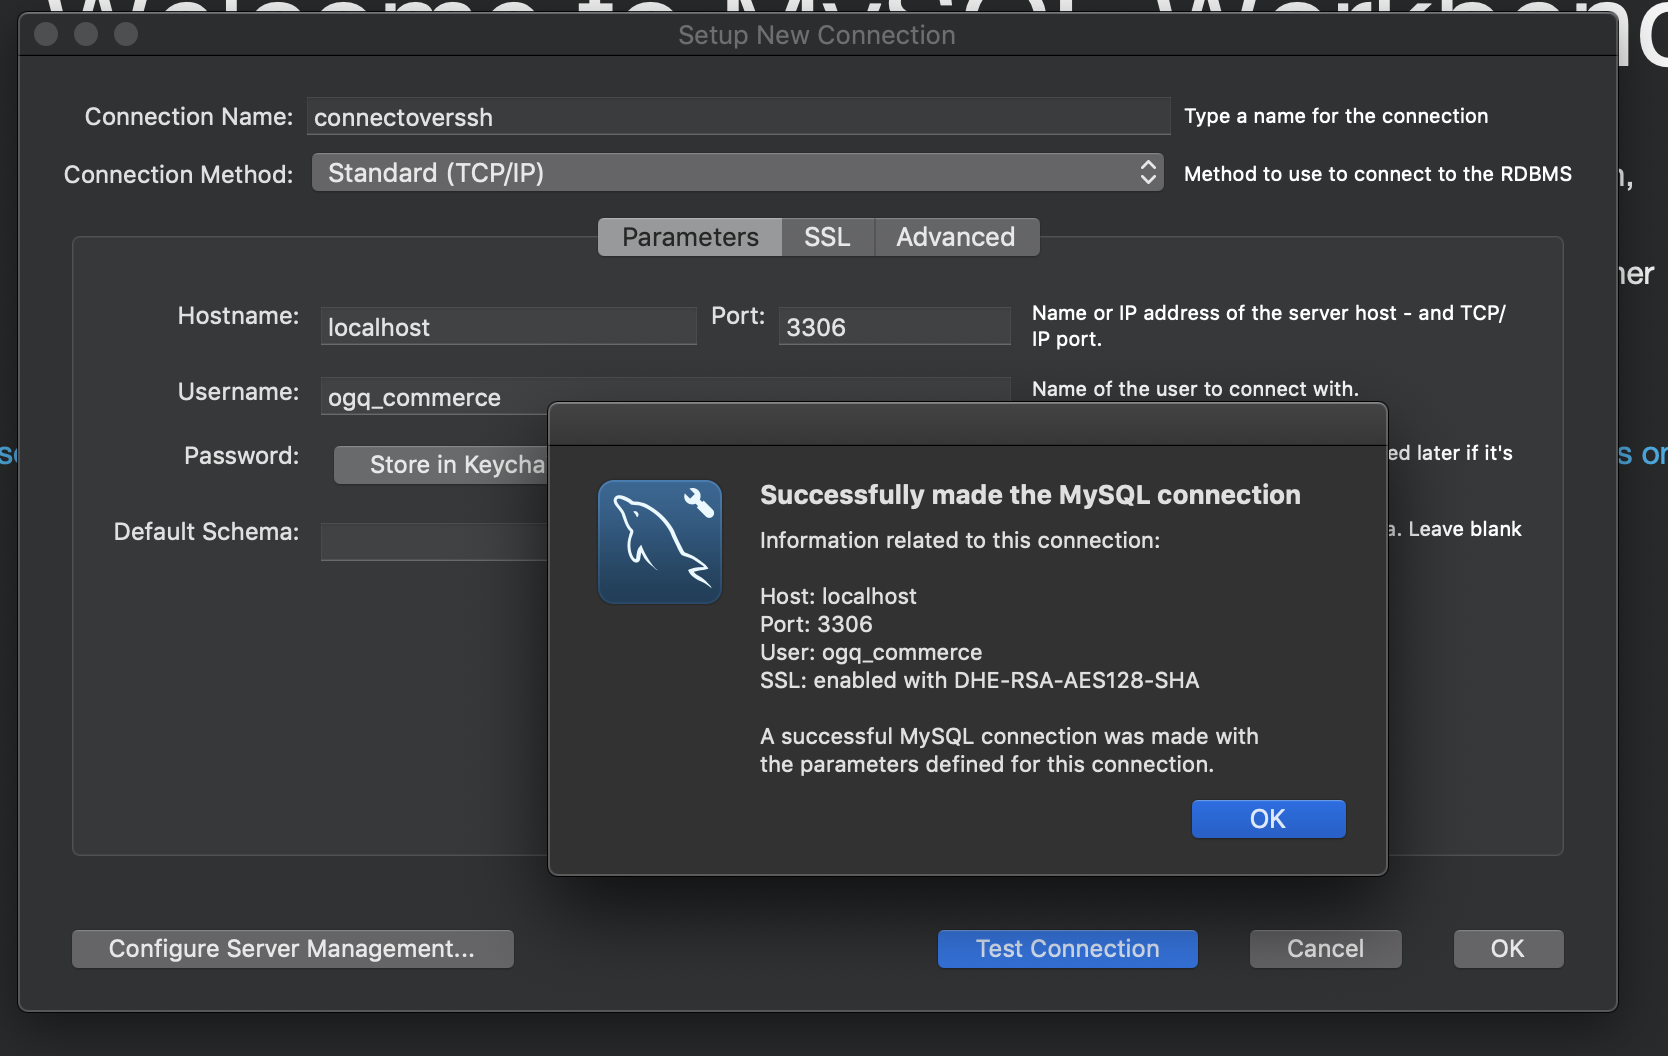 Welcome to MySQL Workbenc
Setup New Connection
Connection Name: connectoverssh Type a name for the connection
Connection Method: Standard (TCP/IP) Method to use to connect to the RDBMS
Parameters SSL Advanced
Hostname: localhost Port: 3306 Name or IP address of the server host - and TCP/
IP port.
Username: ogq_commerce Name of the user to connect with.
Password: Store in Keycha ed later if it's
Default Schema: a. Leave blank
Successfully made the MySQL connection
Information related to this connection:
Host: localhost
Port: 3306
User: ogq_commerce
SSL: enabled with DHE-RSA-AES128-SHA
A successful MySQL connection was made with
the parameters defined for this connection.
OK
Configure Server Management... Test Connection Cancel OK